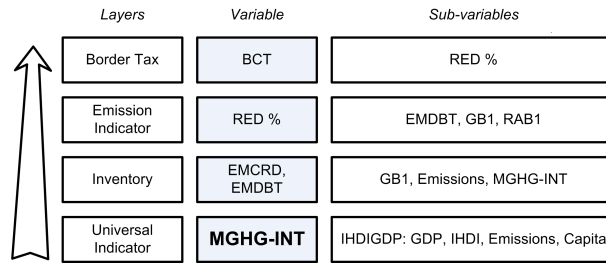 Layers Variable Sub-variables
Border Tax BCT RED %
Emission
Indicator RED % EMDBT, GB1, RAB1
Inventory EMCRD,
EMDBT GB1, Emissions, MGHG-INT
Universal
Indicator MGHG-INT IHDIGDP: GDP, IHDI, Emissions, Capita